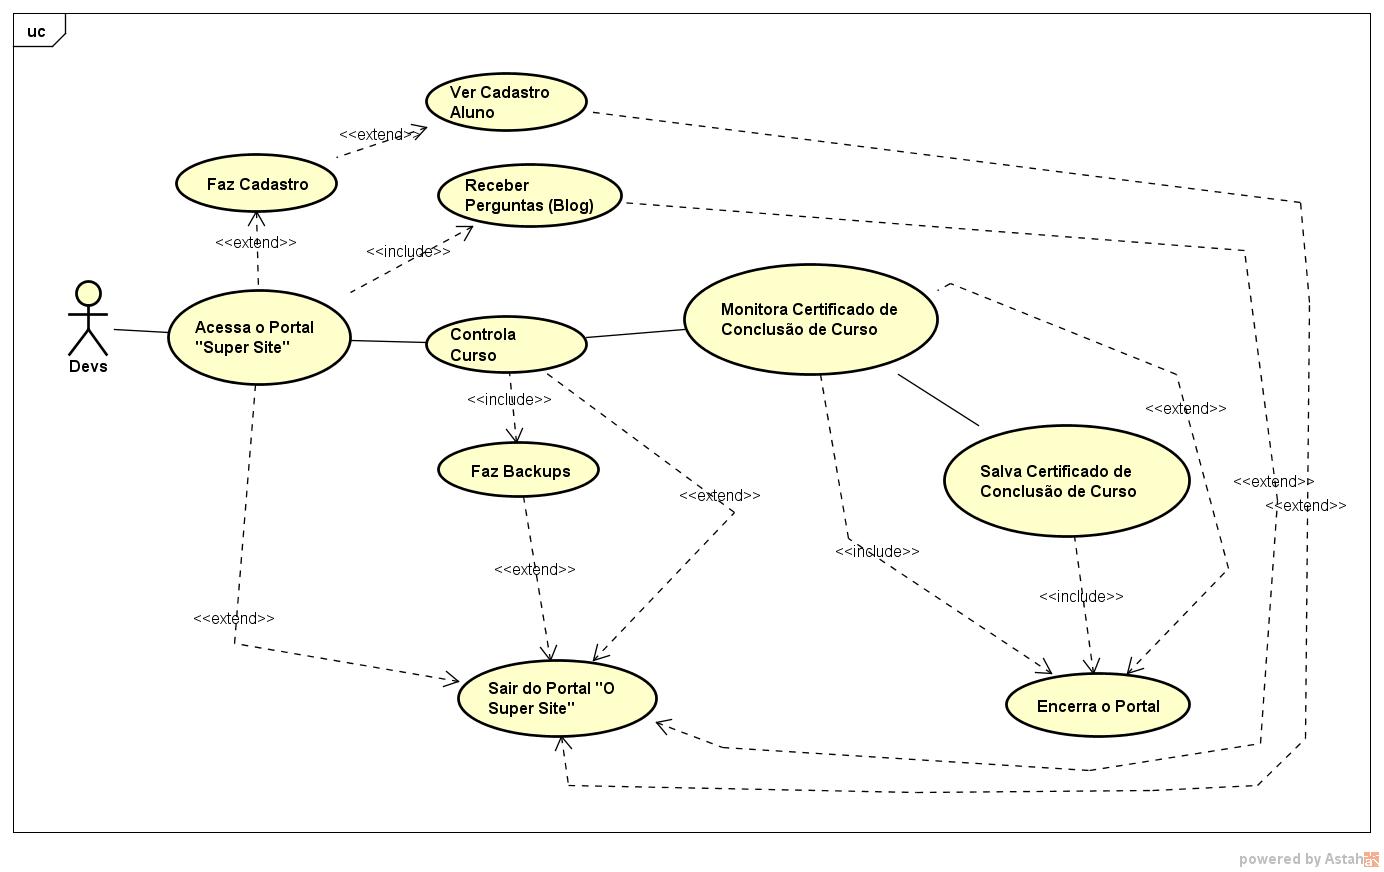 uc
Ver Cadastro
Aluno
<<extend>>
Faz Cadastro
Receber
Perguntas (Blog)
<<extend>>
<<include>>
Monitora Certificado de
Conclusão de Curso
Acessa o Portal
"Super Site"
Controla
Curso
Devs
<<include>>
<<extend>>
Salva Certificado de
Conclusão de Curso
Faz Backups
<<extend>>
<<extend>>
<<extend>>
<<include>>
<<extend>>
<<include>>
<<extend>>
Sair do Portal "O
Super Site"
Encerra o Portal
powered by Astah